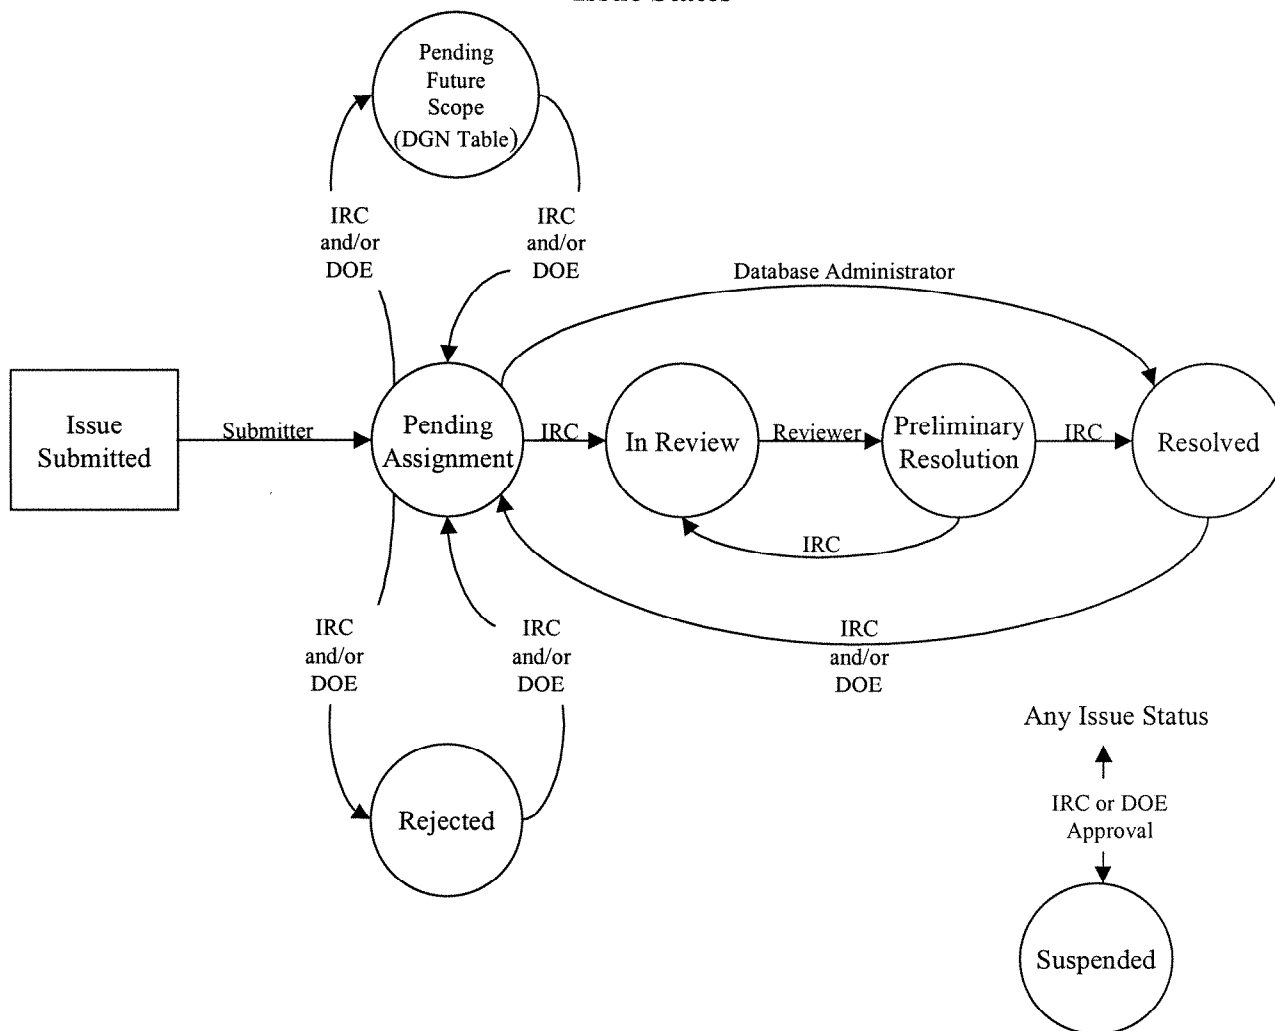 Issue States
Pending
Future
Scope
(DGN Table)
IRC
and/or
DOE
IRC
and/or
DOE
Database Administrator
Issue
Submitted
Submitter
Pending
Assignment
IRC
In Review
Reviewer
Preliminary
Resolution
IRC
Resolved
IRC
IRC
and/or
DOE
IRC
and/or
DOE
IRC
and/or
DOE
Any Issue Status
IRC or DOE
Approval
Rejected
Suspended